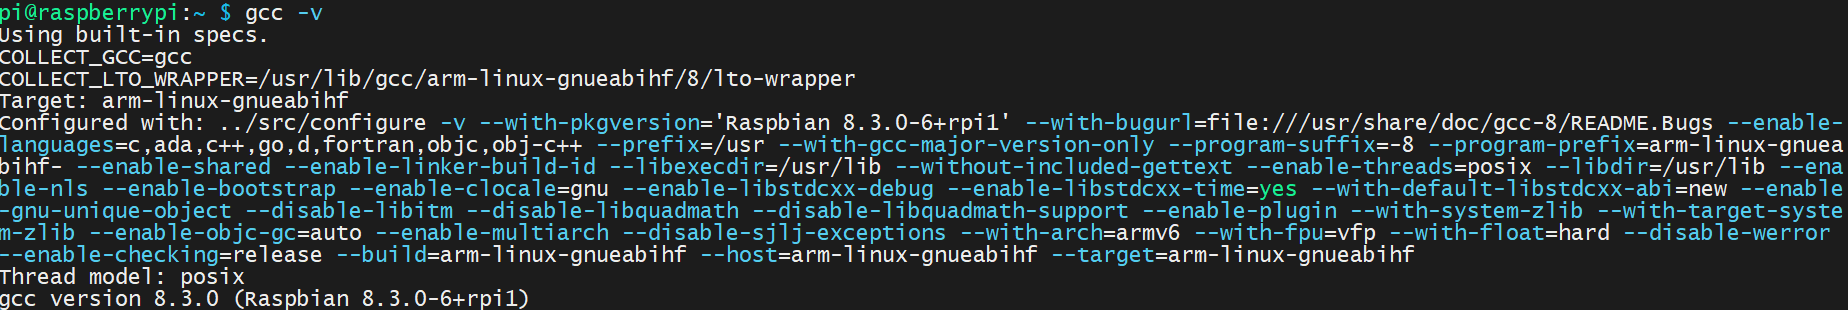 pi@raspberrypi:~ $ gcc -v
Using built-in specs.
COLLECT_GCC=gcc
COLLECT_LTO_WRAPPER=/usr/lib/gcc/arm-linux-gnueabihf/8/lto-wrapper
Target: arm-linux-gnueabihf
Configured with: ../src/configure -v --with-pkgversion='Raspbian 8.3.0-6+rpi1' --with-bugurl=file:///usr/share/doc/gcc-8/README.Bugs --enable-
languages=c,ada,c++,go,d,fortran,objc,obj-c++ --prefix=/usr --with-gcc-major-version-only --program-suffix=-8 --program-prefix=arm-linux-gnuea
bihf- --enable-shared --enable-linker-build-id --libexecdir=/usr/lib --without-included-gettext --enable-threads=posix --libdir=/usr/lib --ena
ble-nls --enable-bootstrap --enable-clocale=gnu --enable-libstdcxx-debug --enable-libstdcxx-time=yes --with-default-libstdcxx-abi=new --enable
-gnu-unique-object --disable-libitm --disable-libquadmath --disable-libquadmath-support --enable-plugin --with-system-zlib --with-target-syste
m-zlib --enable-objc-gc=auto --enable-multiarch --disable-sjlj-exceptions --with-arch=armv6 --with-fpu=vfp --with-float=hard --disable-werror
--enable-checking=release --build=arm-linux-gnueabihf --host=arm-linux-gnueabihf --target=arm-linux-gnueabihf
Thread model: posix
gcc version 8.3.0 (Raspbian 8.3.0-6+rpi1)